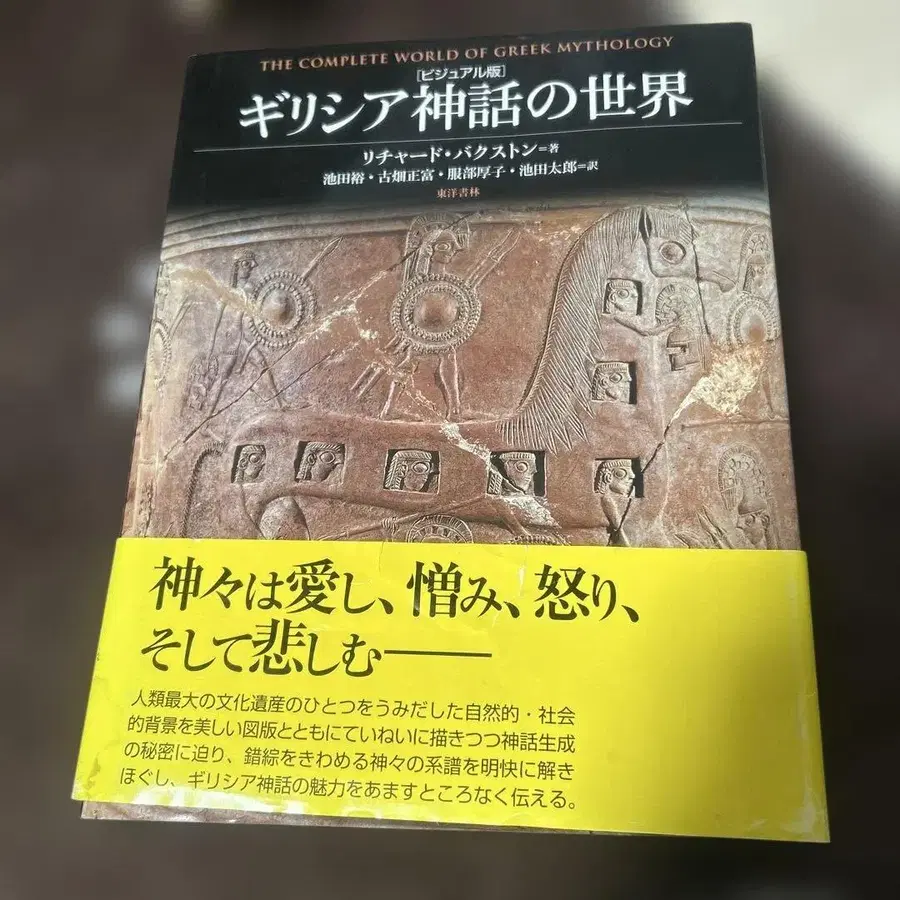 THE COMPLETE WORLD OF GREEK MYTHOLOGY
[ビジュアル版]
ギリシア神話の世界
リチャード・バクストン=著
池田裕・古畑正富・服部厚子・池田太郎=訳
東洋書林
神々は愛し、憎み、怒り、
そして悲しむ――
人類最大の文化遺産のひとつをうみだした自然的・社会
的背景を美しい図版とともにていねいに描きつつ神話生成
の秘密に迫り、錯綜をきわめる神々の系譜を明快に解き
ほぐし、ギリシア神話の魅力をあますところなく伝える。